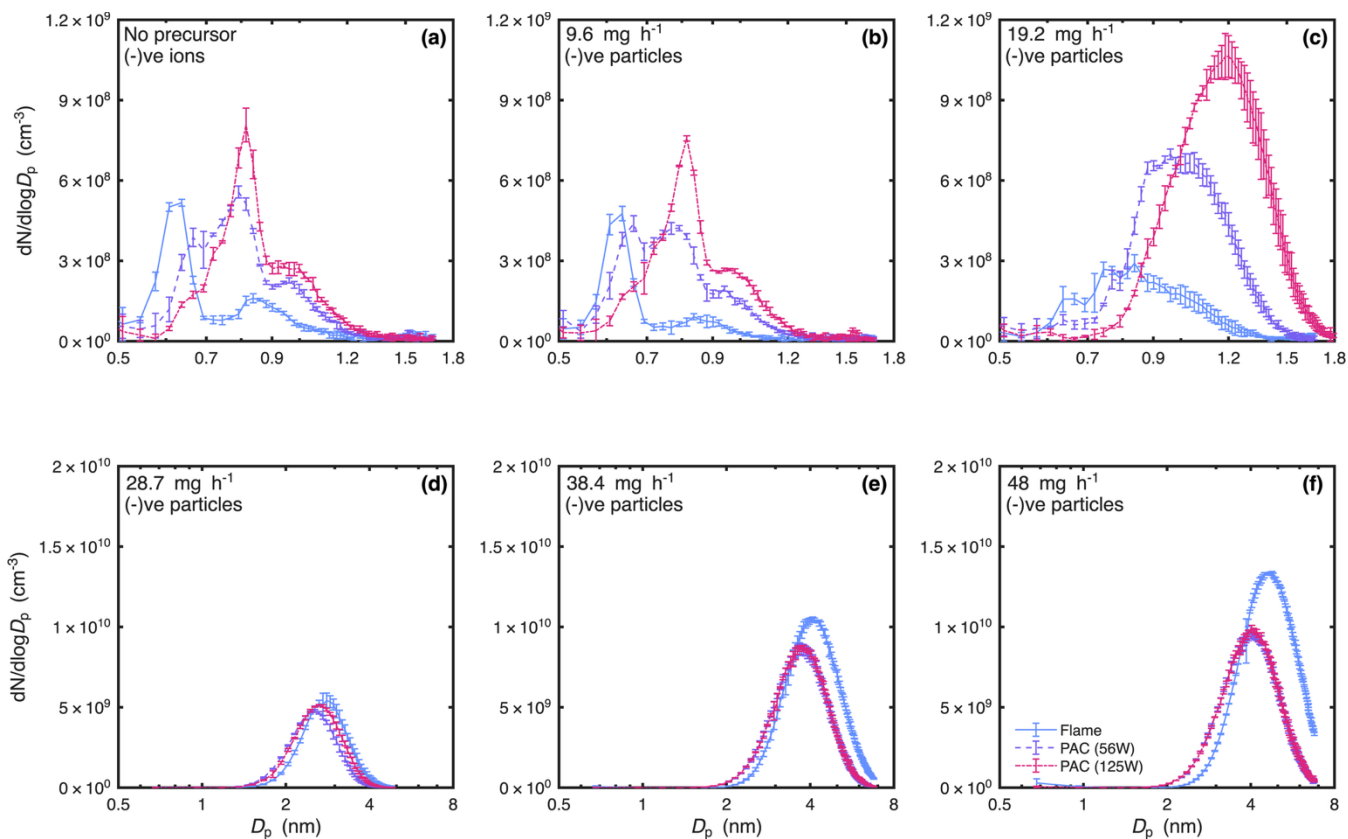 1.2 × 10⁹
9 × 10⁸
6 × 10⁸
3 × 10⁸
0 × 10⁰
dN/dlogDₚ (cm⁻³)
No precursor
(-)ve ions
(a)
0.5 0.7 0.9 1.2 1.5 1.8
1.2 × 10⁹
9 × 10⁸
6 × 10⁸
3 × 10⁸
0 × 10⁰
9.6 mg h⁻¹
(-)ve particles
(b)
0.5 0.7 0.9 1.2 1.5 1.8
1.2 × 10⁹
9 × 10⁸
6 × 10⁸
3 × 10⁸
0 × 10⁰
19.2 mg h⁻¹
(-)ve particles
(c)
0.5 0.7 0.9 1.2 1.5 1.8
2 × 10¹⁰
1.5 × 10¹⁰
1 × 10¹⁰
5 × 10⁹
0 × 10⁰
dN/dlogDₚ (cm⁻³)
28.7 mg h⁻¹
(-)ve particles
(d)
0.5 1 2 4 8
Dₚ (nm)
2 × 10¹⁰
1.5 × 10¹⁰
1 × 10¹⁰
5 × 10⁹
0 × 10⁰
38.4 mg h⁻¹
(-)ve particles
(e)
0.5 1 2 4 8
Dₚ (nm)
2 × 10¹⁰
1.5 × 10¹⁰
1 × 10¹⁰
5 × 10⁹
0 × 10⁰
48 mg h⁻¹
(-)ve particles
(f)
Flame
PAC (56W)
PAC (125W)
0.5 1 2 4 8
Dₚ (nm)